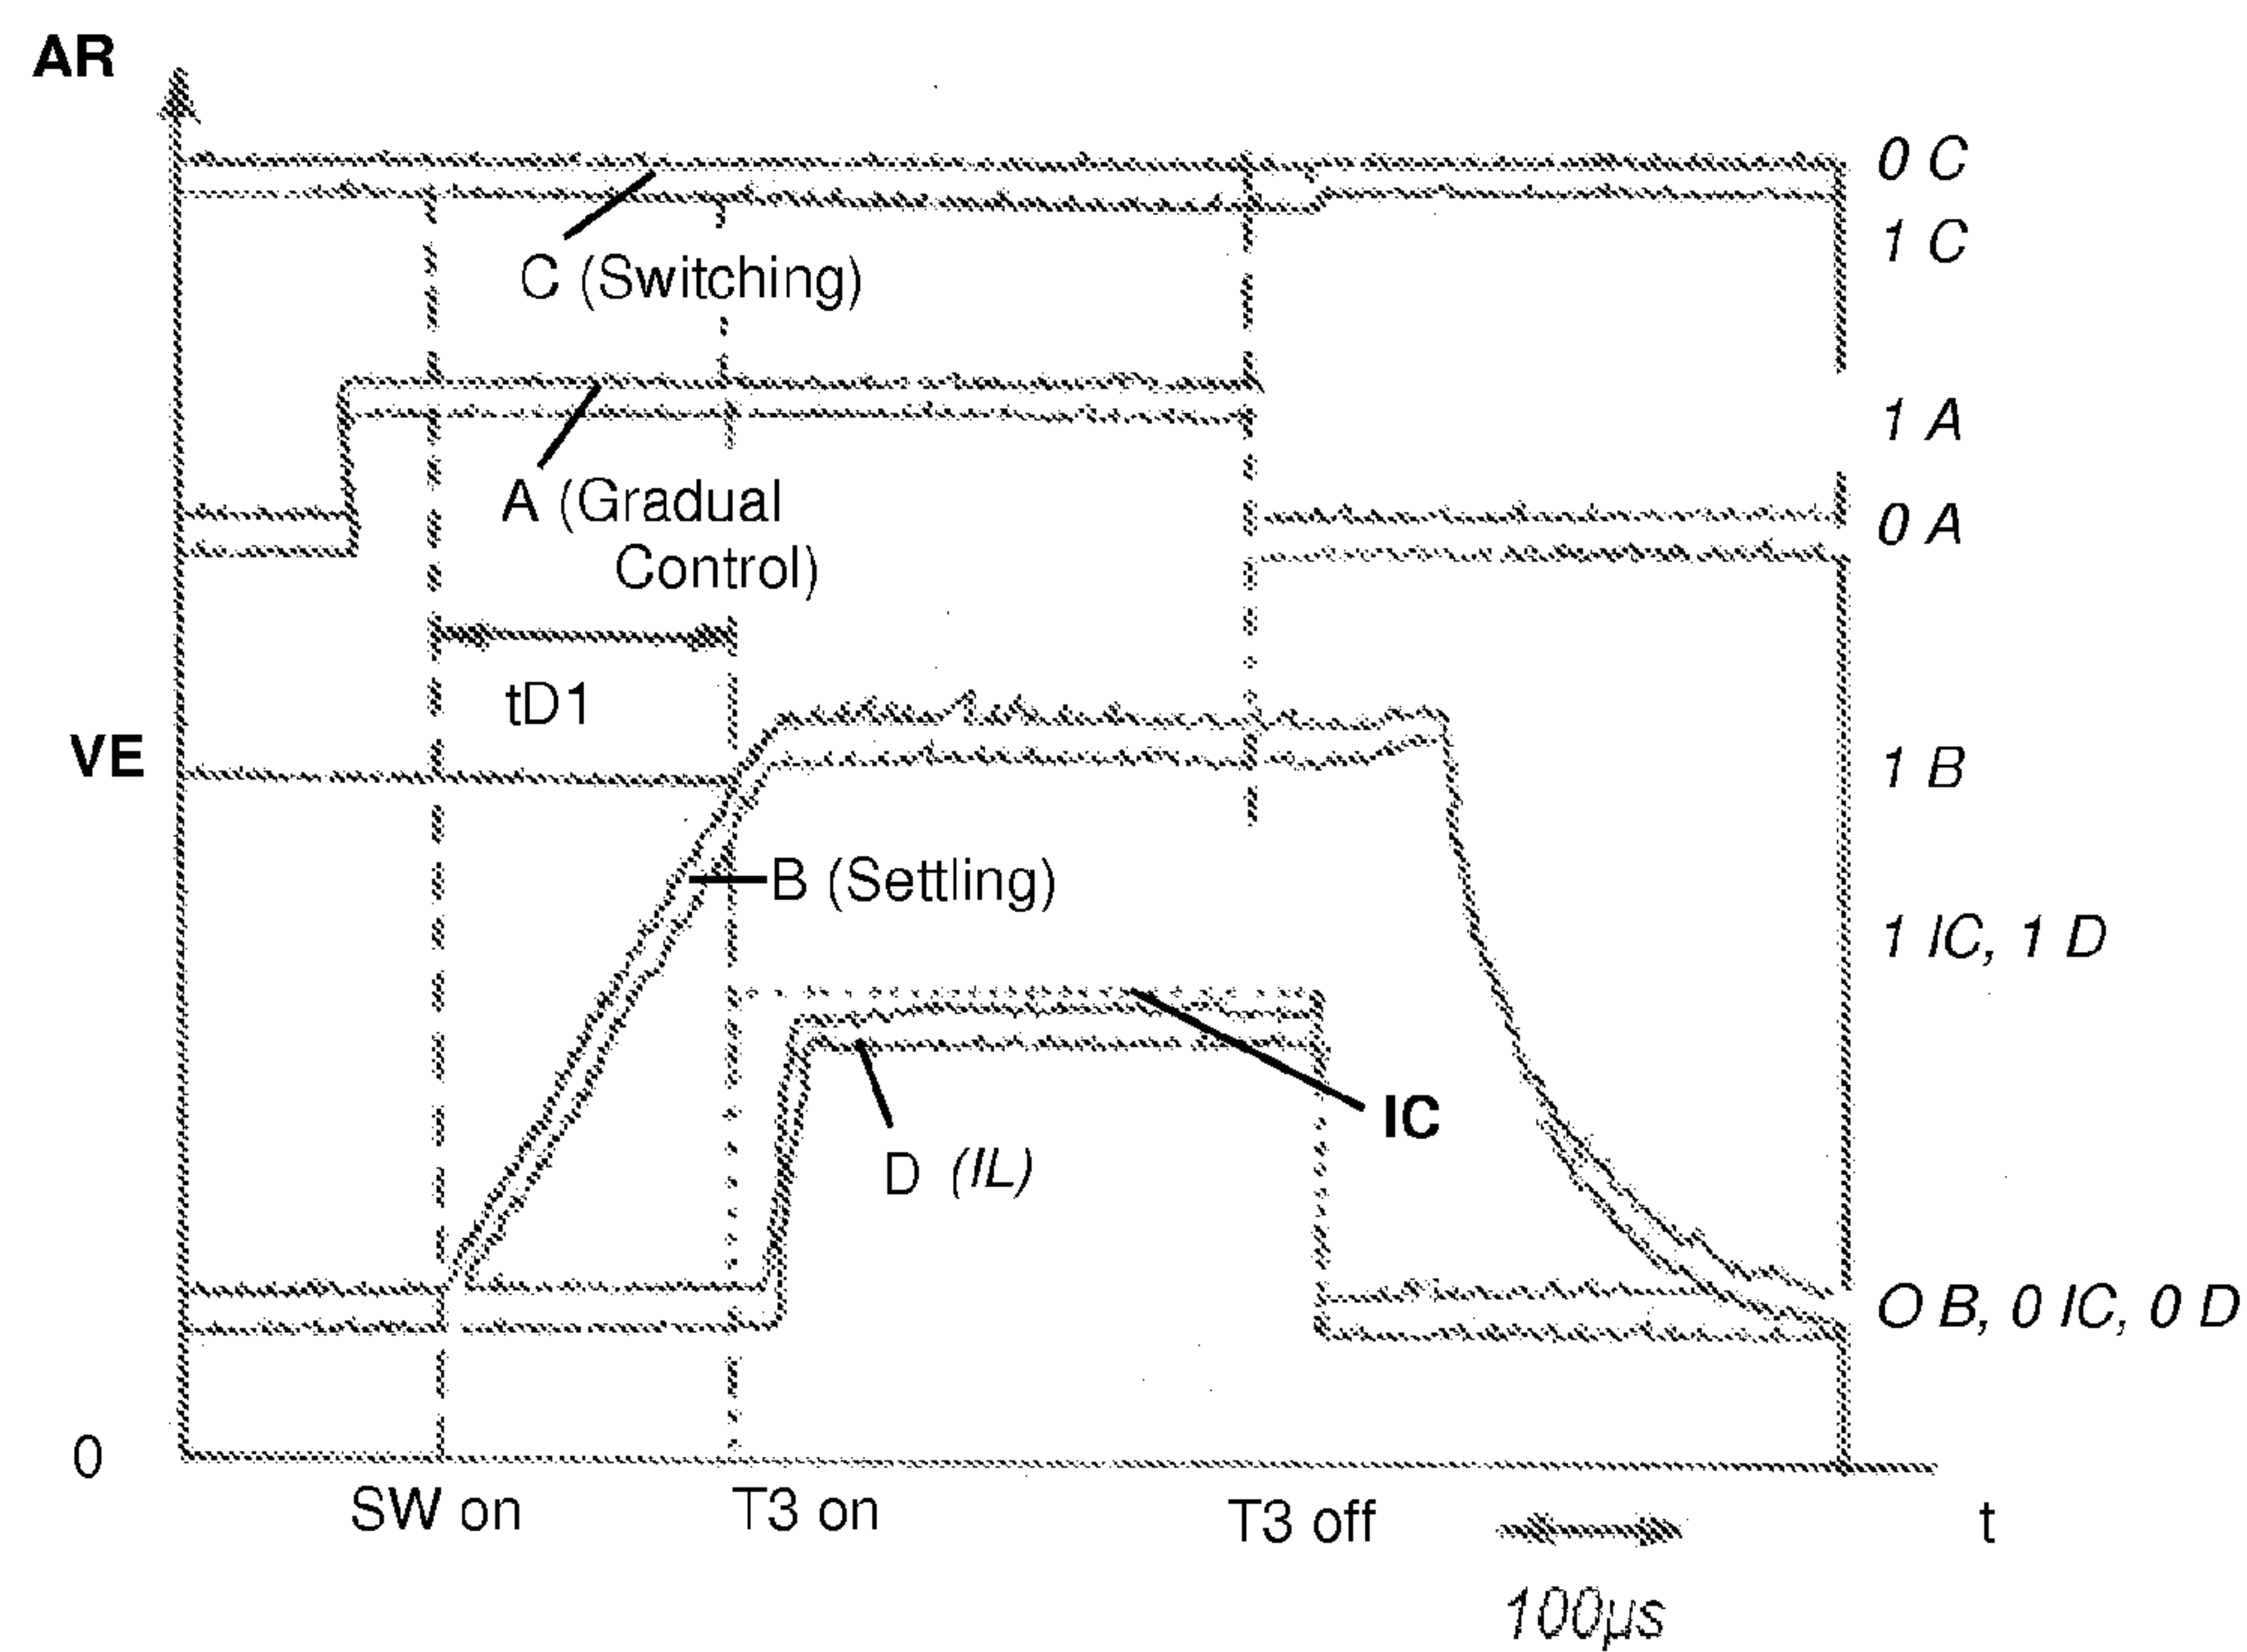 AR
0 C
1 C
C (Switching)
1 A
A (Gradual
Control)
0 A
tD1
VE
1 B
B (Settling)
1 IC, 1 D
IC
D (IL)
O B, 0 IC, 0 D
0
SW on
T3 on
T3 off
t
100µs